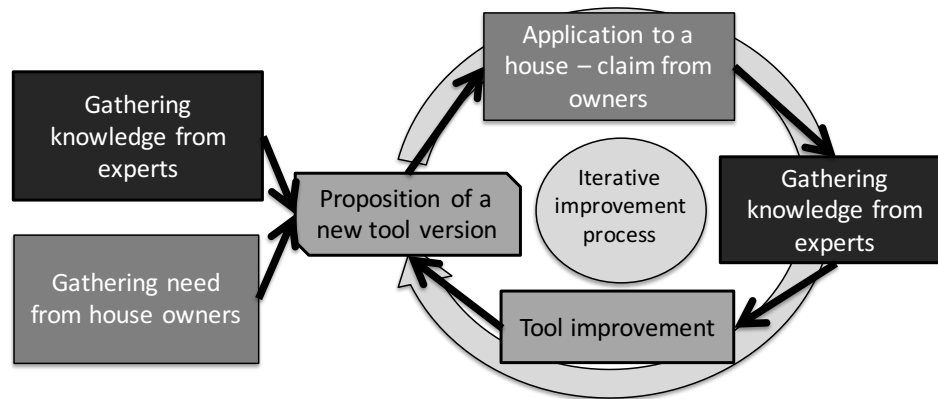 Gathering
knowledge from
experts
Gathering need
from house owners
Proposition of a
new tool version
Application to a
house – claim from
owners
Gathering
knowledge from
experts
Tool improvement
Iterative
improvement
process